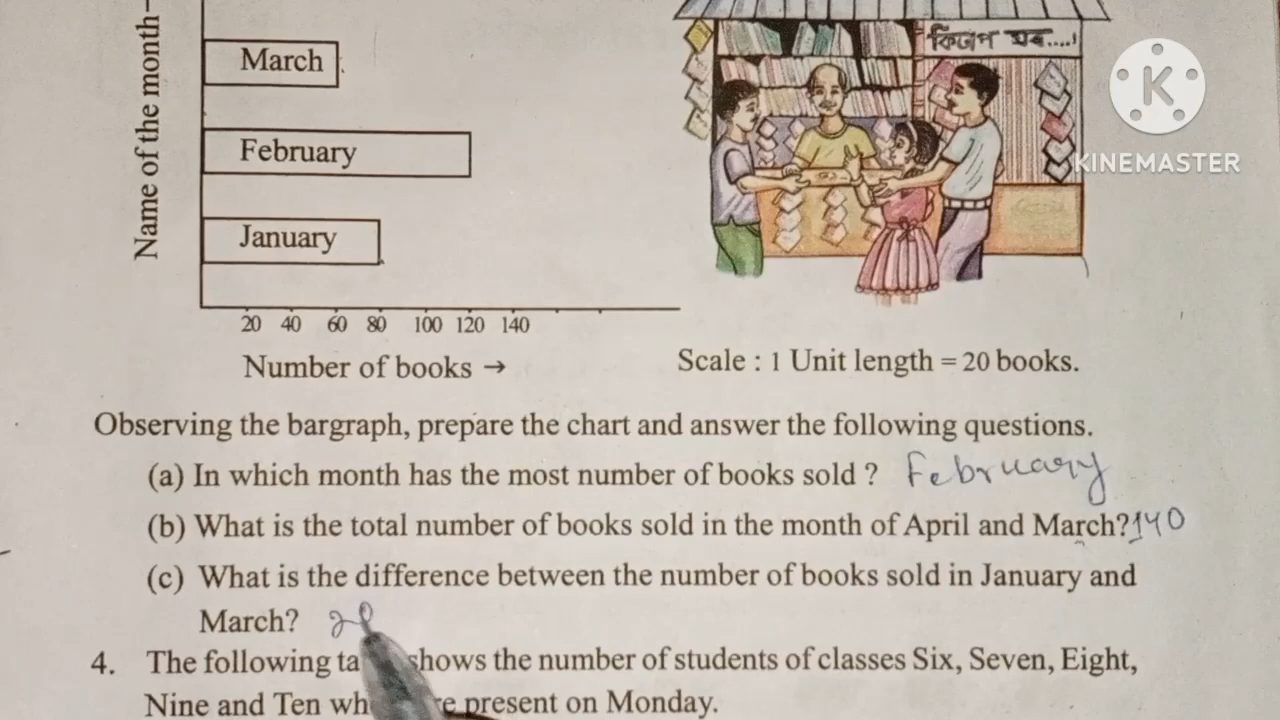 Name of the month
March
February
January
20 40 60 80 100 120 140
Number of books →
Scale : 1 Unit length = 20 books.
কিতাপ ঘৰ....।
K
KINEMASTER
Observing the bargraph, prepare the chart and answer the following questions.
(a) In which month has the most number of books sold ? February
(b) What is the total number of books sold in the month of April and March? 140
(c) What is the difference between the number of books sold in January and
March? 20
4. The following shows the number of students of classes Six, Seven, Eight,
Nine and Ten present on Monday.